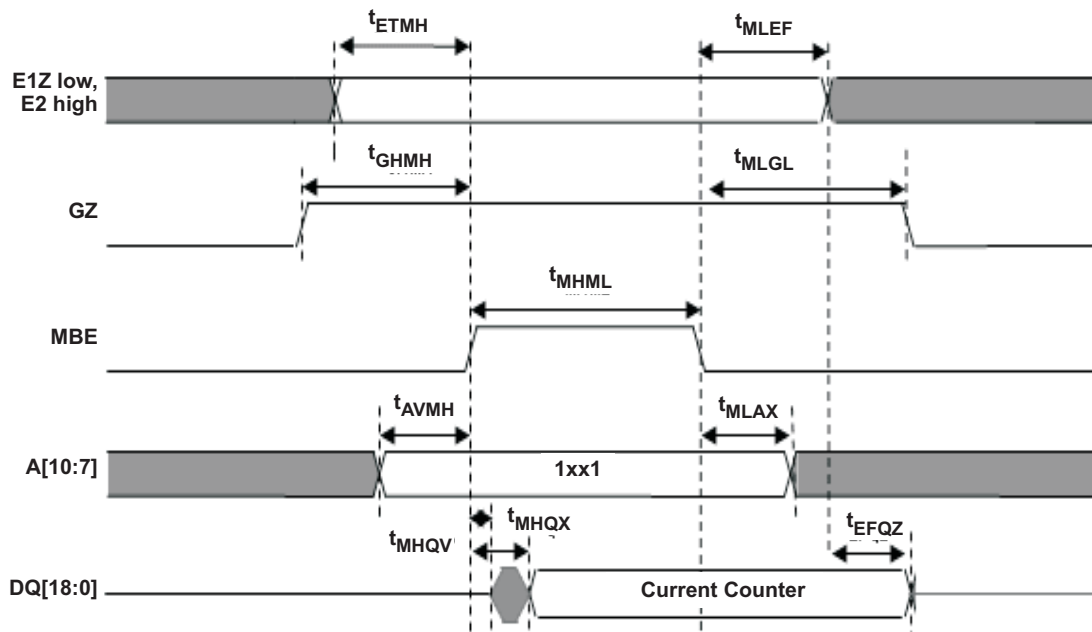 tETMH
tMLEF
E1Z low,
E2 high
tGHMH
tMLGL
GZ
tMHML
MBE
tAVMH
tMLAX
A[10:7]
1xx1
tMHQX
tMHQV
tEFQZ
DQ[18:0]
Current Counter